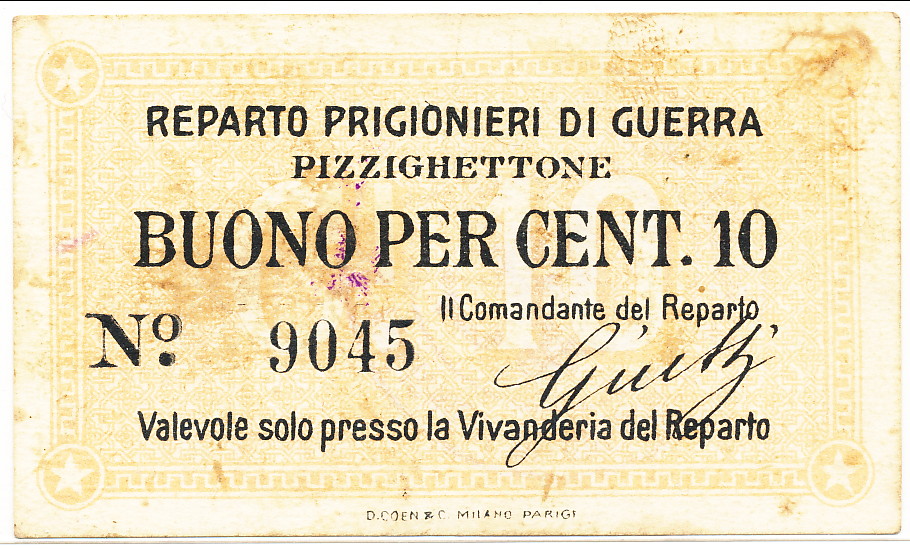 REPARTO PRIGIONIERI DI GUERRA
PIZZIGHETTONE
BUONO PER CENT. 10
Il Comandante del Reparto
Nº. 9045
Valevole solo presso la Vivanderia del Reparto
D. COEN & C. MILANO PARIGI